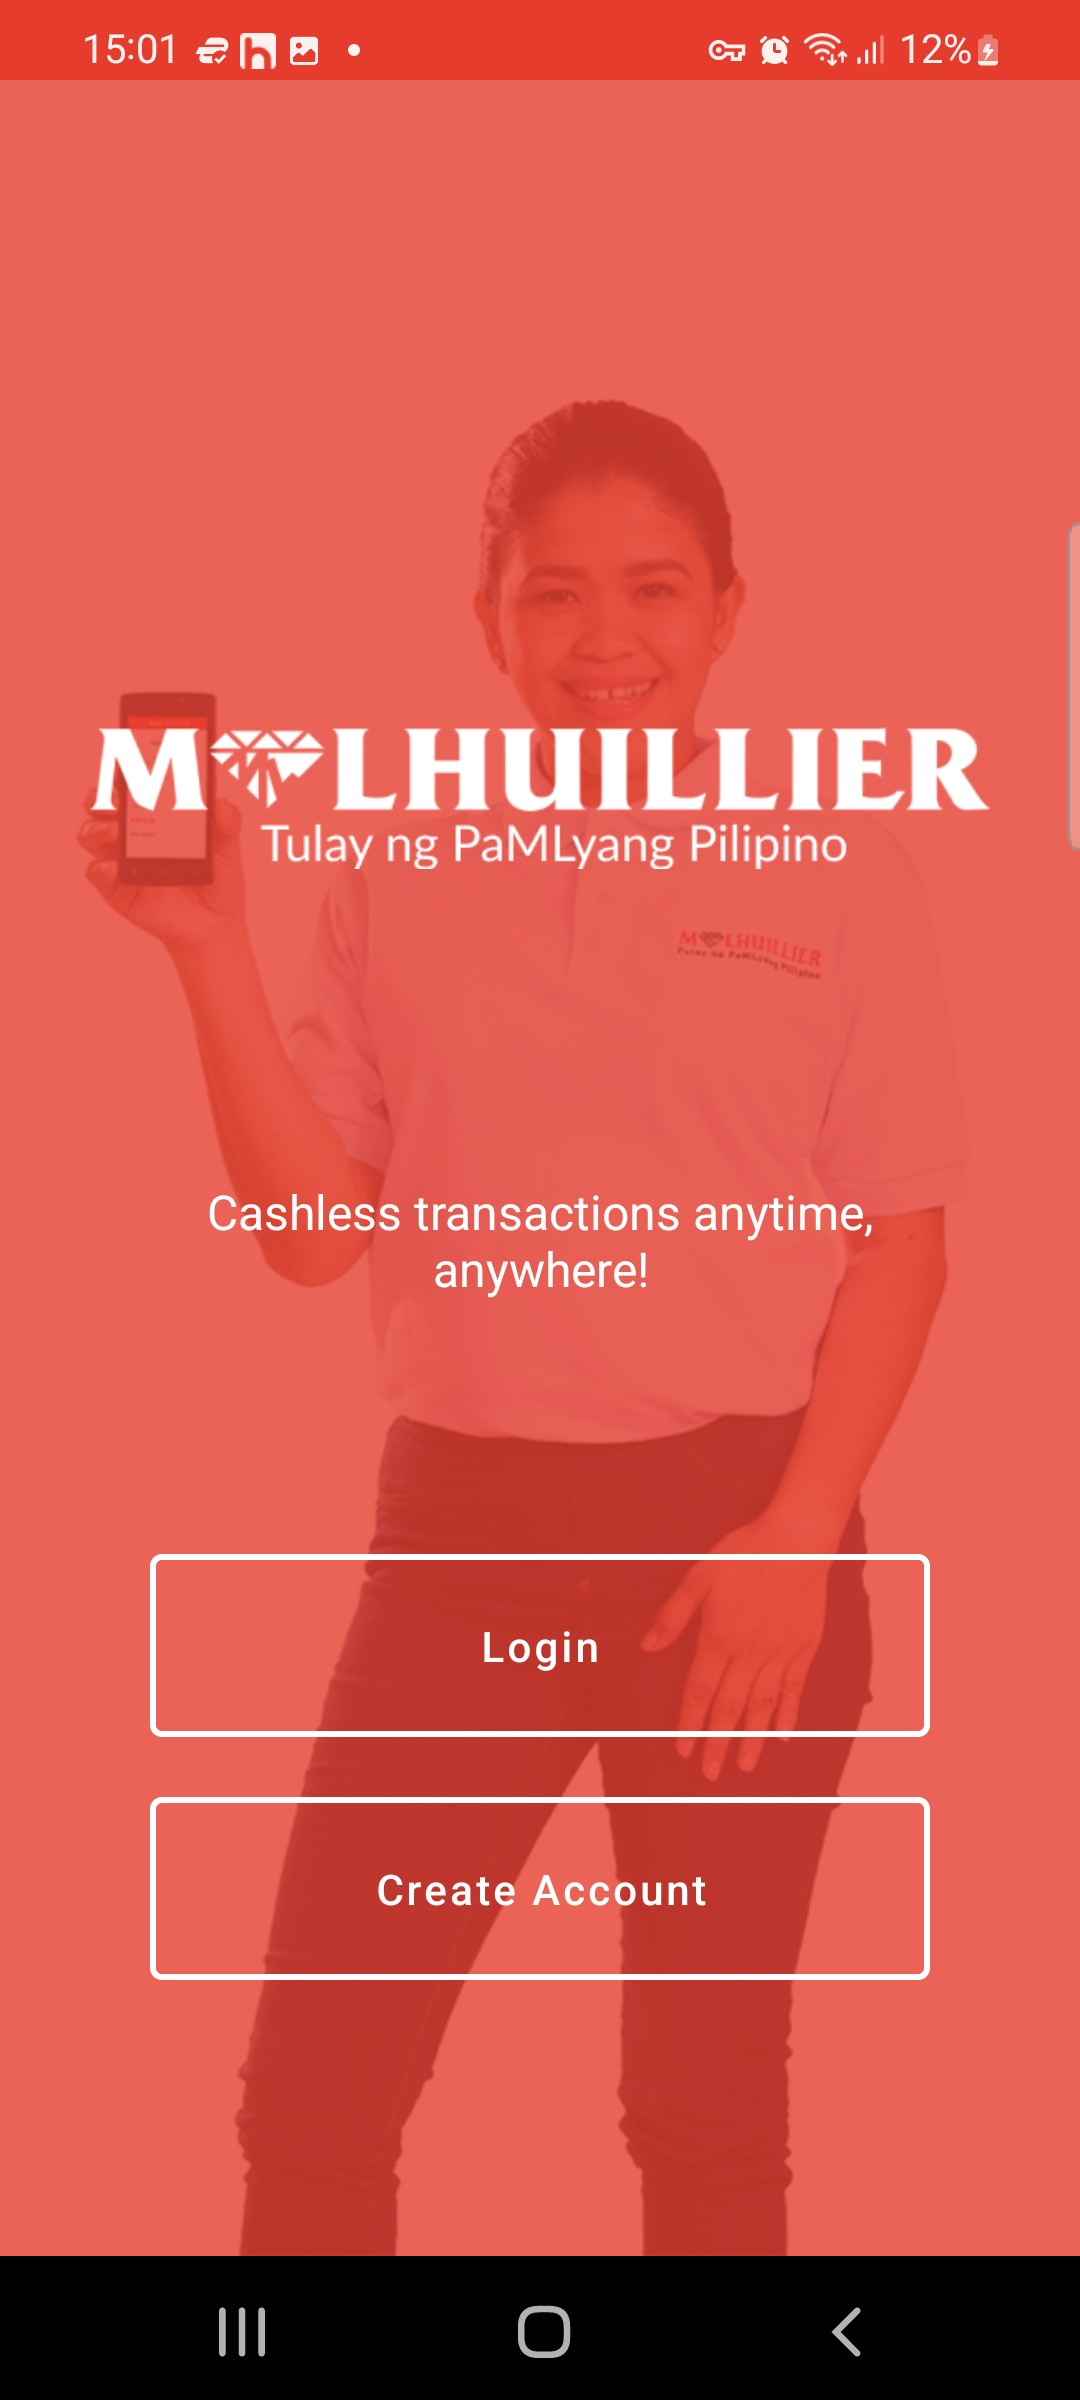 15:01
12%
M LHUILLIER
Tulay ng PaMLyang Pilipino
M LHUILLIER
Tulay ng PaMLyang Pilipino
Cashless transactions anytime,
anywhere!
Login
Create Account